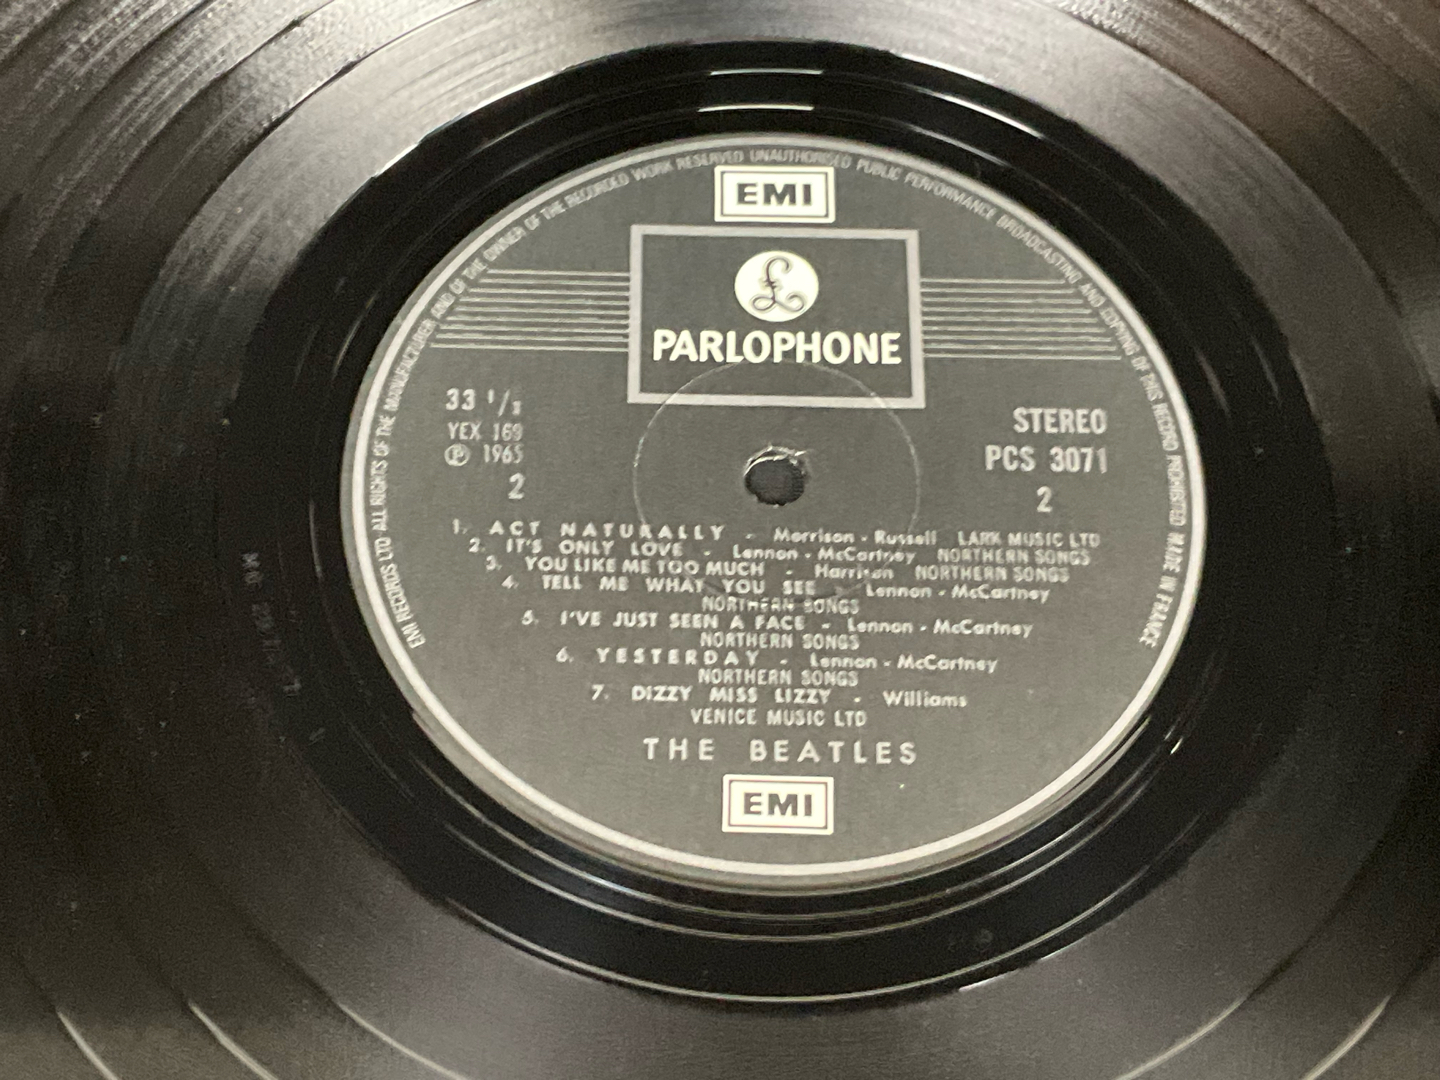 EMI RECORDS LTD ALL RIGHTS OF THE MANUFACTURER AND OF THE OWNER OF THE RECORDED WORK RESERVED UNAUTHORISED PUBLIC PERFORMANCE BROADCASTING AND COPYING OF THIS RECORD PROHIBITED MADE IN FRANCE
EMI
£
PARLOPHONE
33 1/3
YEX 169
℗ 1965
2
STEREO
PCS 3071
2
1. ACT NATURALLY - Morrison - Russell LARK MUSIC LTD
2. IT'S ONLY LOVE - Lennon - McCartney NORTHERN SONGS
3. YOU LIKE ME TOO MUCH - Harrison NORTHERN SONGS
4. TELL ME WHAT YOU SEE - Lennon - McCartney
NORTHERN SONGS
5. I'VE JUST SEEN A FACE - Lennon - McCartney
NORTHERN SONGS
6. YESTERDAY - Lennon - McCartney
NORTHERN SONGS
7. DIZZY MISS LIZZY - Williams
VENICE MUSIC LTD
THE BEATLES
EMI